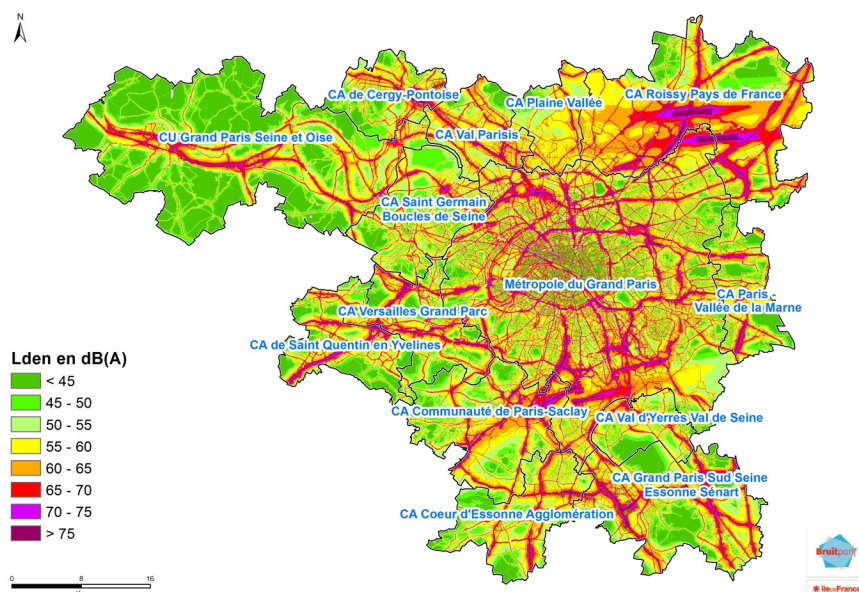 N
CA de Cergy-Pontoise
CA Plaine Vallée
CA Roissy Pays de France
CU Grand Paris Seine et Oise
CA Val Parisis
CA Saint Germain
Boucles de Seine
Métropole du Grand Paris
CA Paris -
Vallée de la Marne
CA Versailles Grand Parc
CA de Saint Quentin en Yvelines
CA Communauté de Paris-Saclay
CA Val d'Yerres Val de Seine
CA Grand Paris Sud Seine
Essonne Sénart
CA Coeur d'Essonne Agglomération
Lden en dB(A)
< 45
45 - 50
50 - 55
55 - 60
60 - 65
65 - 70
70 - 75
> 75
0 8 16
Bruitparif
île de France